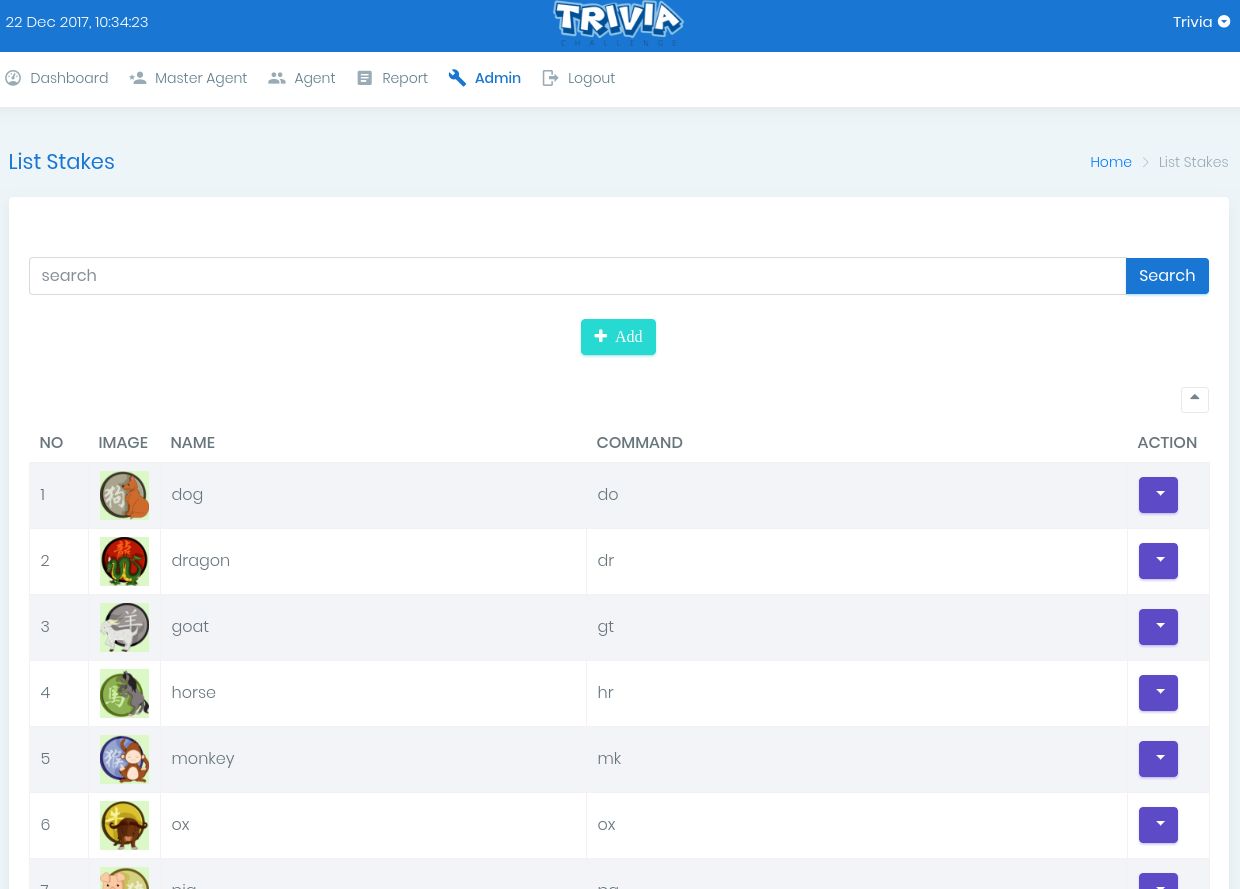 22 Dec 2017, 10:34:23
TRIVIA
CHALLENGE
Trivia
Dashboard Master Agent Agent Report Admin Logout
List Stakes
Home > List Stakes
search Search
Add
NO IMAGE NAME COMMAND ACTION
1 狗 dog do
2 龍 dragon dr
3 羊 goat gt
4 馬 horse hr
5 猴 monkey mk
6 ox ox
7 pig pg